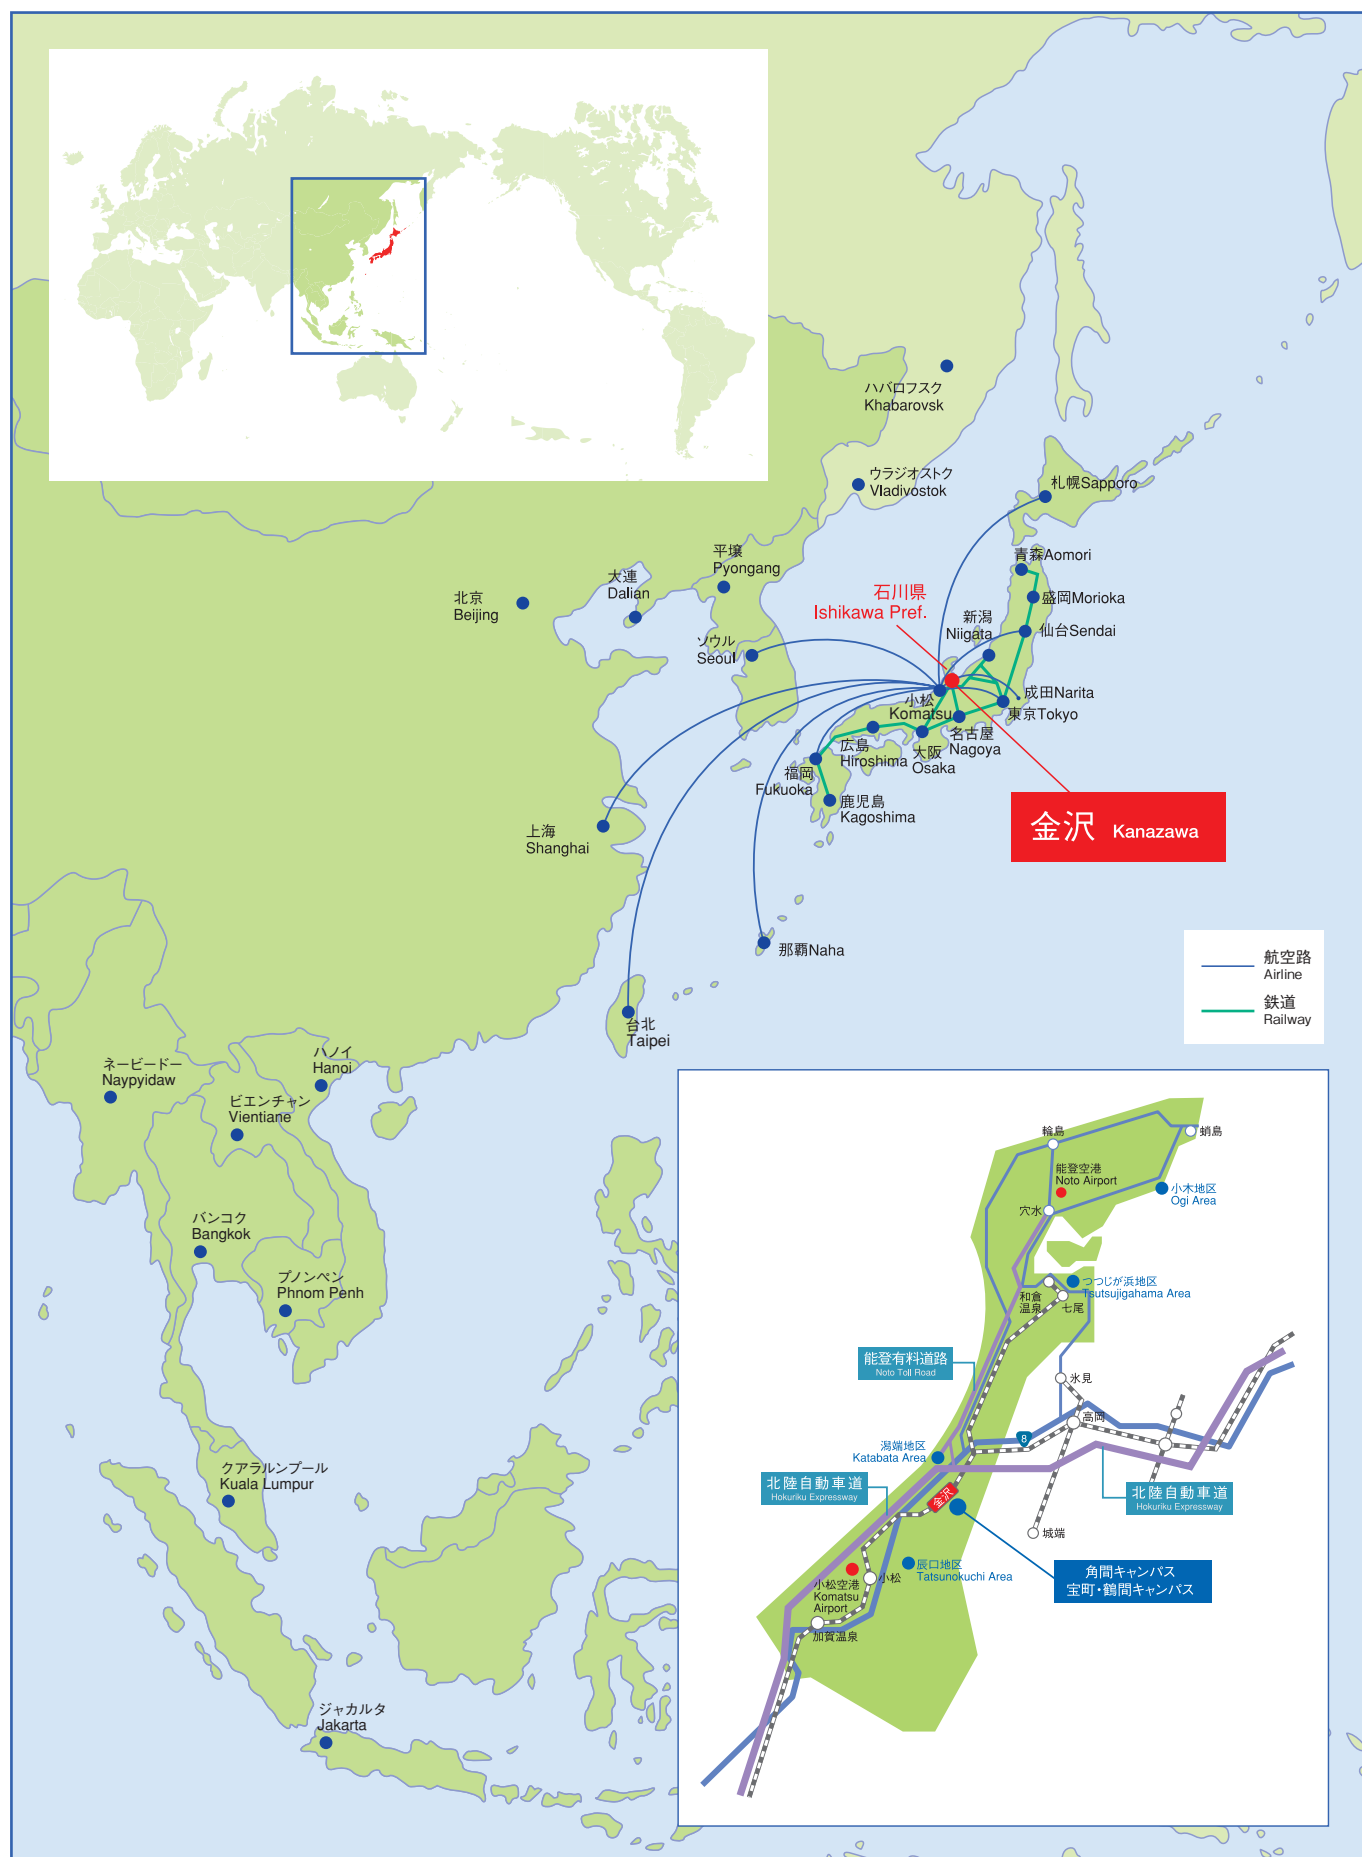 ハバロフスク
Khabarovsk
ウラジオストク
Vladivostok
札幌Sapporo
青森Aomori
平壌
Pyongang
大連
Dalian
北京
Beijing
石川県
Ishikawa Pref.
盛岡Morioka
新潟
Niigata
仙台Sendai
ソウル
Seoul
成田Narita
小松
Komatsu
東京Tokyo
名古屋
Nagoya
広島
Hiroshima
大阪
Osaka
福岡
Fukuoka
鹿児島
Kagoshima
金沢 Kanazawa
上海
Shanghai
那覇Naha
航空路
Airline
鉄道
Railway
台北
Taipei
ハノイ
Hanoi
ネーピードー
Naypyidaw
ビエンチャン
Vientiane
バンコク
Bangkok
プノンペン
Phnom Penh
クアラルンプール
Kuala Lumpur
ジャカルタ
Jakarta
輪島
蛸島
能登空港
Noto Airport
小木地区
Ogi Area
穴水
つつじが浜地区
Tsutsujigahama Area
和倉
温泉
七尾
能登有料道路
Noto Toll Road
氷見
高岡
8
潟端地区
Katabata Area
北陸自動車道
Hokuriku Expressway
北陸自動車道
Hokuriku Expressway
金沢
城端
辰口地区
Tatsunokuchi Area
角間キャンパス
宝町・鶴間キャンパス
小松空港
Komatsu
Airport
小松
加賀温泉